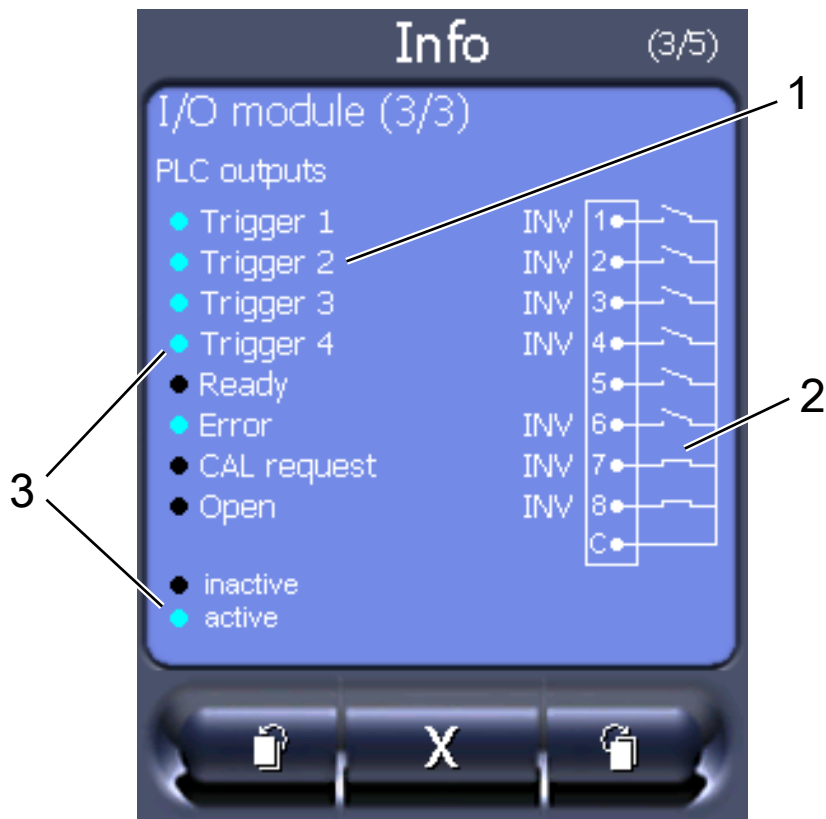 Info (3/5)
I/O module (3/3)
1
PLC outputs
Trigger 1 INV 1
Trigger 2 INV 2
Trigger 3 INV 3
Trigger 4 INV 4
Ready 5
2
Error INV 6
CAL request INV 7
3
Open INV 8
C
inactive
active
X